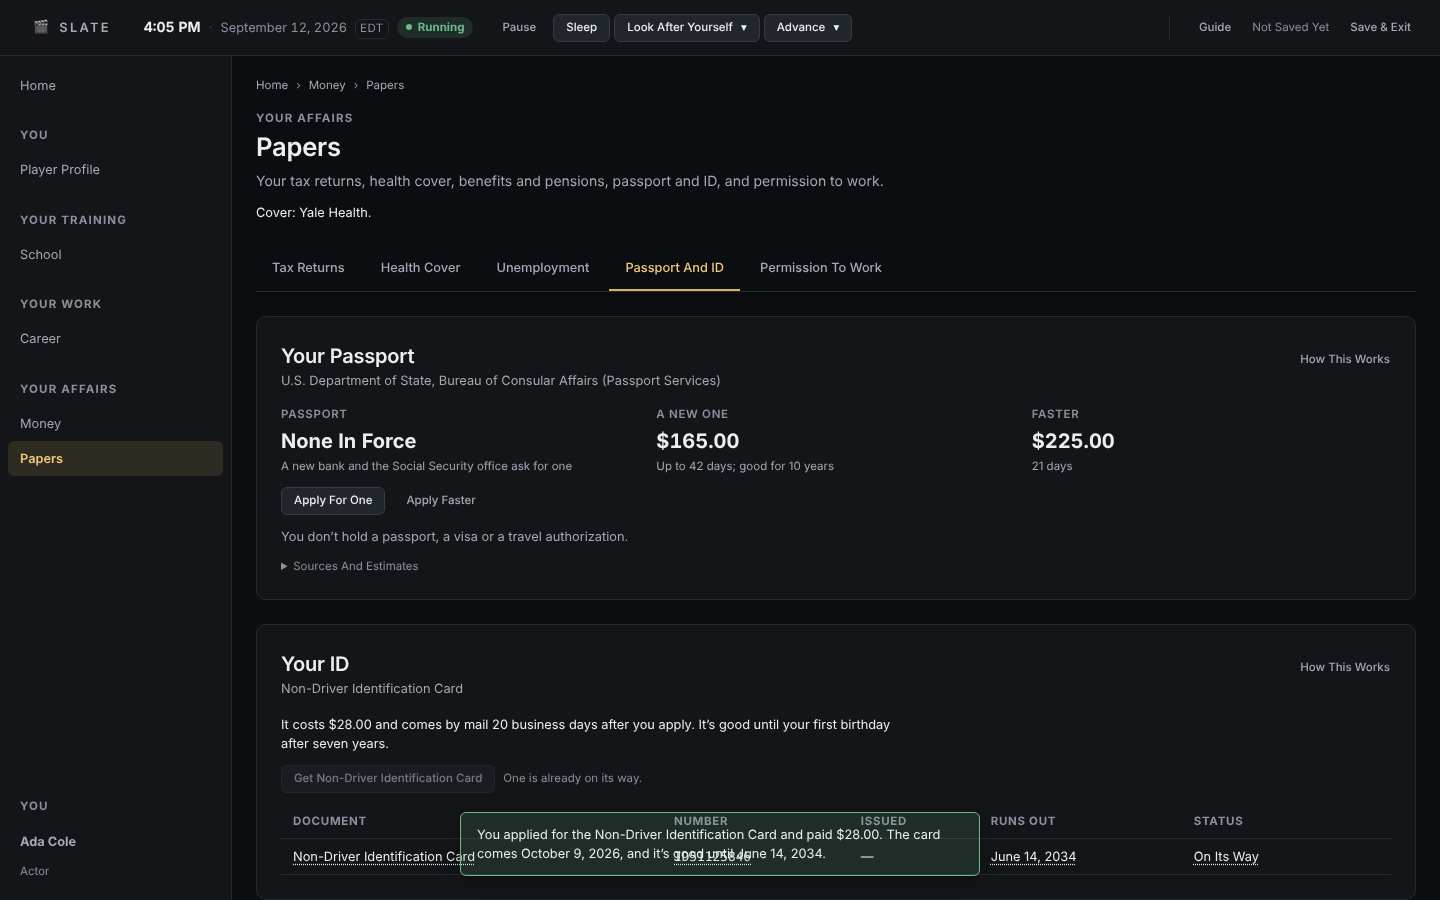 SLATE
4:05 PM · September 12, 2026 EDT Running Pause Sleep Look After Yourself ▾ Advance ▾ Guide Not Saved Yet Save & Exit
Home
YOU
Player Profile
YOUR TRAINING
School
YOUR WORK
Career
YOUR AFFAIRS
Money
Papers
YOU
Ada Cole
Actor
Home › Money › Papers
YOUR AFFAIRS
Papers
Your tax returns, health cover, benefits and pensions, passport and ID, and permission to work.
Cover: Yale Health.
Tax Returns Health Cover Unemployment Passport And ID Permission To Work
Your Passport
How This Works
U.S. Department of State, Bureau of Consular Affairs (Passport Services)
PASSPORT A NEW ONE FASTER
None In Force $165.00 $225.00
A new bank and the Social Security office ask for one Up to 42 days; good for 10 years 21 days
Apply For One Apply Faster
You don't hold a passport, a visa or a travel authorization.
▶ Sources And Estimates
Your ID
How This Works
Non-Driver Identification Card
It costs $28.00 and comes by mail 20 business days after you apply. It's good until your first birthday
after seven years.
Get Non-Driver Identification Card One is already on its way.
DOCUMENT NUMBER ISSUED RUNS OUT STATUS
Non-Driver Identification Card — June 14, 2034 On Its Way
You applied for the Non-Driver Identification Card and paid $28.00. The card
comes October 9, 2026, and it's good until June 14, 2034.